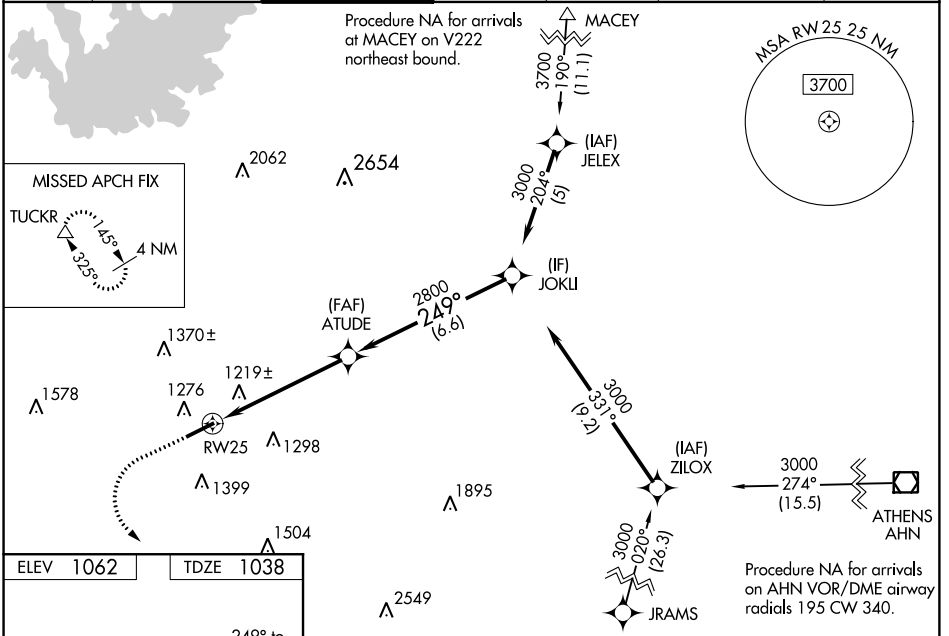 Procedure NA for arrivals
at MACEY on V222
northeast bound.
MACEY
3700
190°
(11.1)
MSA RW25 25 NM
3700
(IAF)
JELEX
3000
204°
(5)
2062
2654
MISSED APCH FIX
TUCKR
145°
4 NM
325°
(IF)
JOKLI
2800
249°
(6.6)
(FAF)
ATUDE
1370±
1219±
1578
1276
RW25
1298
1399
3000
331°
(9.2)
(IAF)
ZILOX
3000
274°
(15.5)
ATHENS
AHN
1895
1504
3000
020°
(26.3)
JRAMS
Procedure NA for arrivals
on AHN VOR/DME airway
radials 195 CW 340.
ELEV 1062
TDZE 1038
2549
249° to